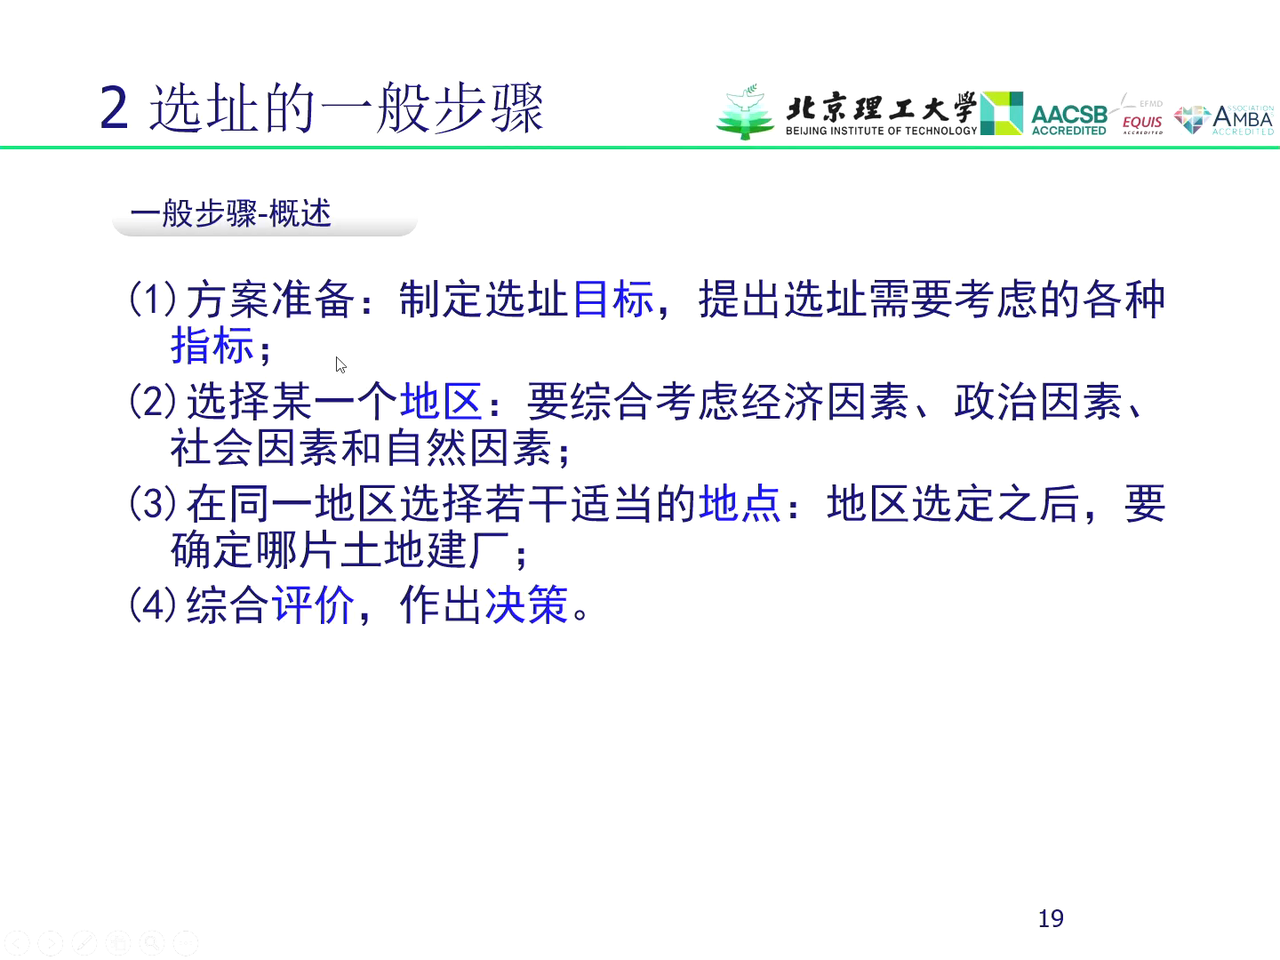 2 选址的一般步骤
北京理工大学
BEIJING INSTITUTE OF TECHNOLOGY
AACSB
ACCREDITED
EFMD
EQUIS
ACCREDITED
ASSOCIATION
AMBA
ACCREDITED
一般步骤-概述
(1)方案准备：制定选址目标，提出选址需要考虑的各种
指标；
(2)选择某一个地区：要综合考虑经济因素、政治因素、
社会因素和自然因素；
(3)在同一地区选择若干适当的地点：地区选定之后，要
确定哪片土地建厂；
(4)综合评价，作出决策。
19